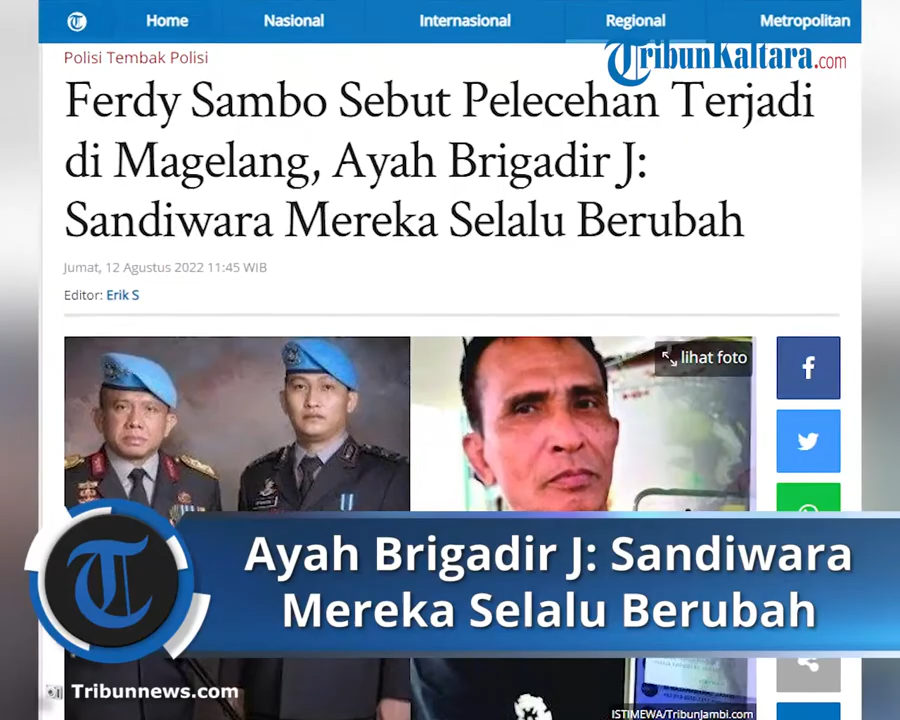 Home Nasional Internasional Regional Metropolitan
TribunKaltara.com
Polisi Tembak Polisi
Ferdy Sambo Sebut Pelecehan Terjadi
di Magelang, Ayah Brigadir J:
Sandiwara Mereka Selalu Berubah
Jumat, 12 Agustus 2022 11:45 WIB
Editor: Erik S
lihat foto
Ayah Brigadir J: Sandiwara
Mereka Selalu Berubah
Tribunnews.com
ISTIMEWA/TribunJambi.com